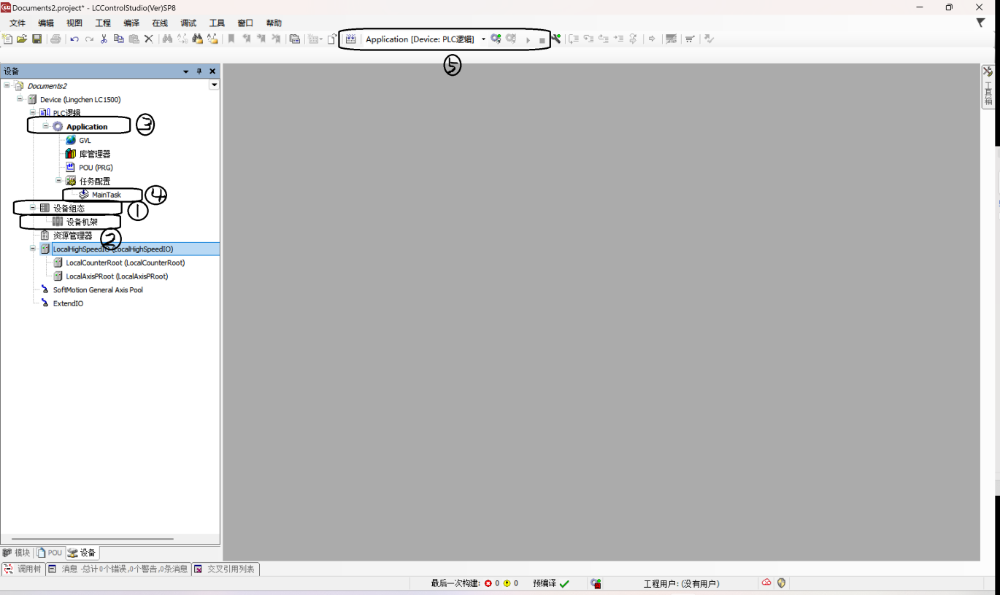 Documents2.project* - LCControlStudio(Ver)SP8
文件 编辑 视图 工程 编译 在线 调试 工具 窗口 帮助
Application [Device: PLC逻辑]
⑤
设备
工具箱
Documents2
Device (Lingchen LC1500)
PLC逻辑
Application ③
GVL
库管理器
POU (PRG)
任务配置
MainTask ④
设备组态 ①
设备机架
资源管理器 ②
LocalHighSpeedIO (LocalHighSpeedIO)
LocalCounterRoot (LocalCounterRoot)
LocalAxisPRoot (LocalAxisPRoot)
SoftMotion General Axis Pool
ExtendIO
模块 POU 设备
调用树 消息 -总计0个错误,0个警告,0条消息 交叉引用列表
最后一次构建: 0 0 预编译 工程用户: (没有用户)